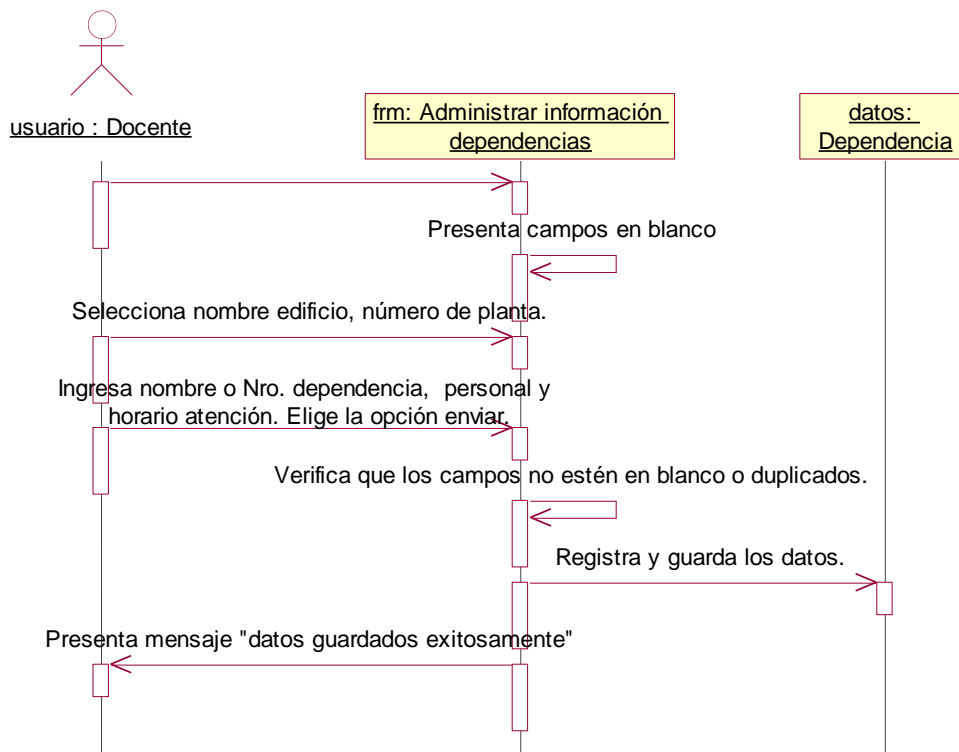 usuario : Docente
frm: Administrar información
dependencias
datos:
Dependencia
Presenta campos en blanco
Selecciona nombre edificio, número de planta.
Ingresa nombre o Nro. dependencia, personal y
horario atención. Elige la opción enviar.
Verifica que los campos no estén en blanco o duplicados.
Registra y guarda los datos.
Presenta mensaje "datos guardados exitosamente"